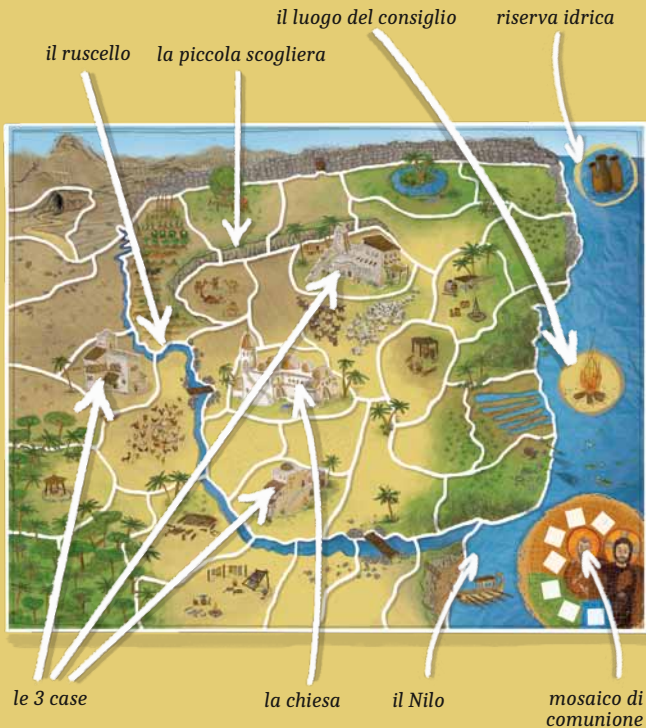 il luogo del consiglio
riserva idrica
il ruscello
la piccola scogliera
le 3 case
la chiesa
il Nilo
mosaico di
comunione